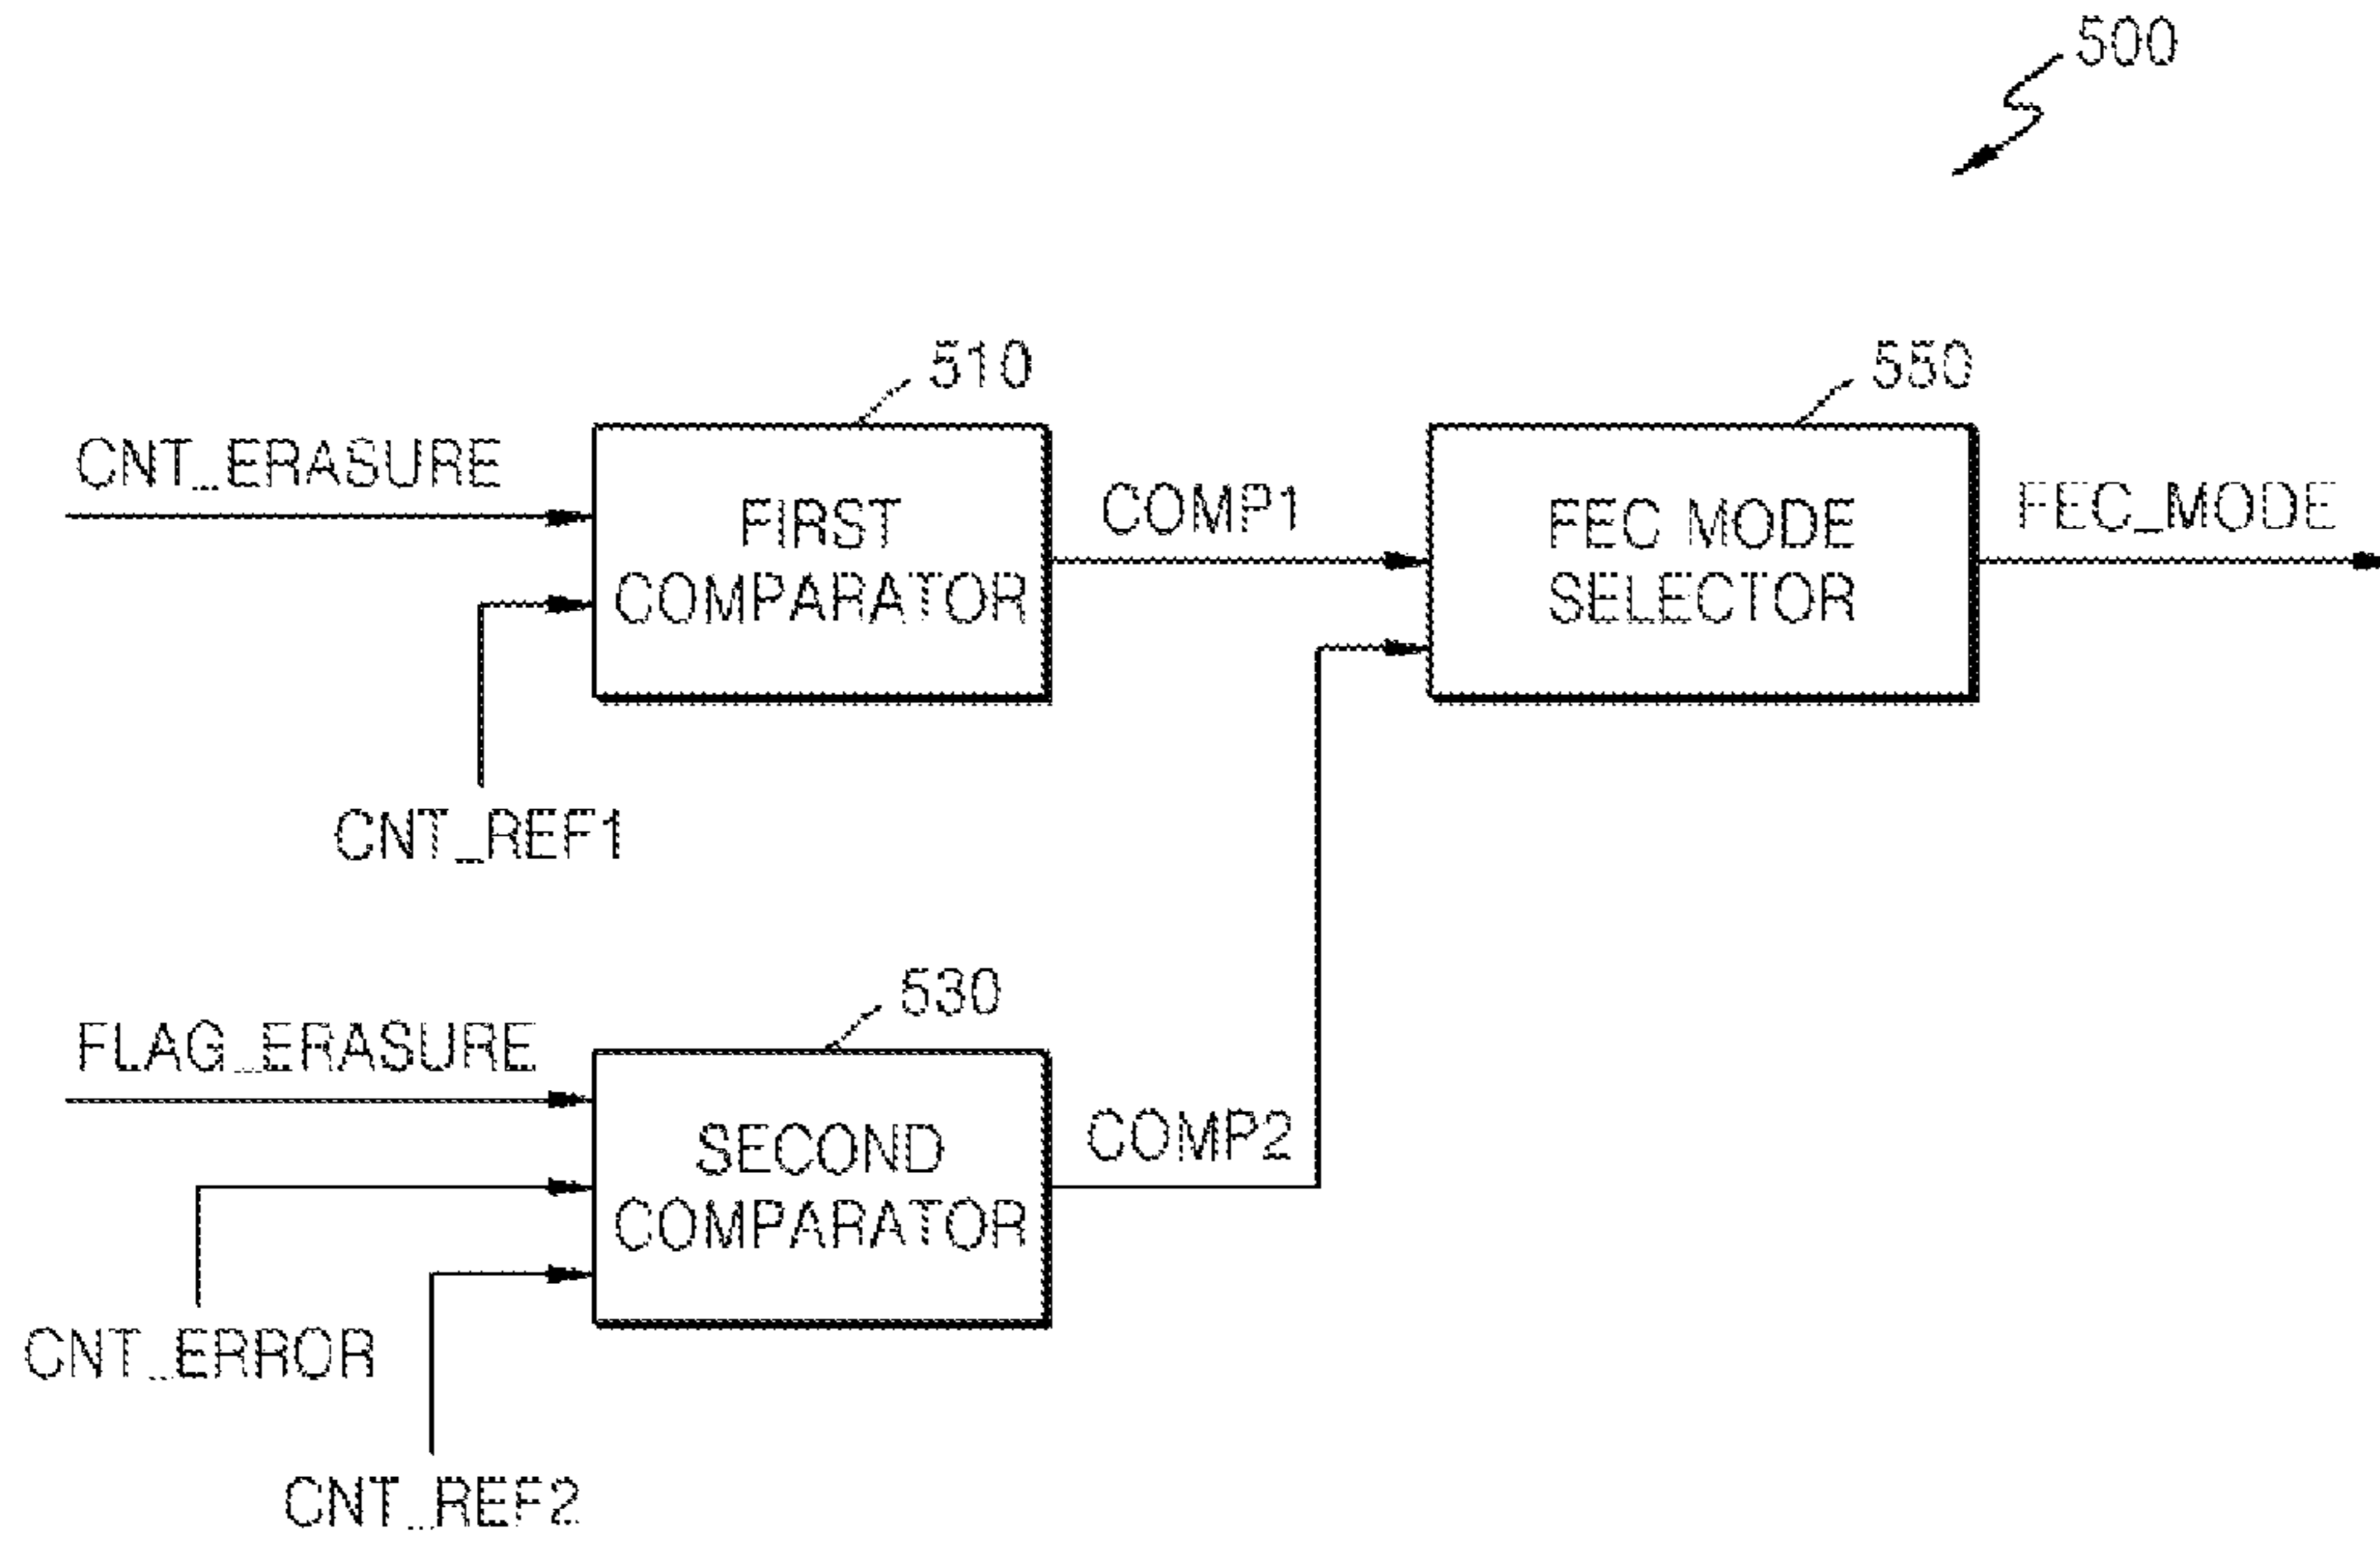 500
510
550
CNT_ERASURE
FIRST
COMPARATOR
COMP1
FEC MODE
SELECTOR
FEC_MODE
CNT_REF1
530
FLAG_ERASURE
SECOND
COMPARATOR
COMP2
CNT_ERROR
CNT_REF2